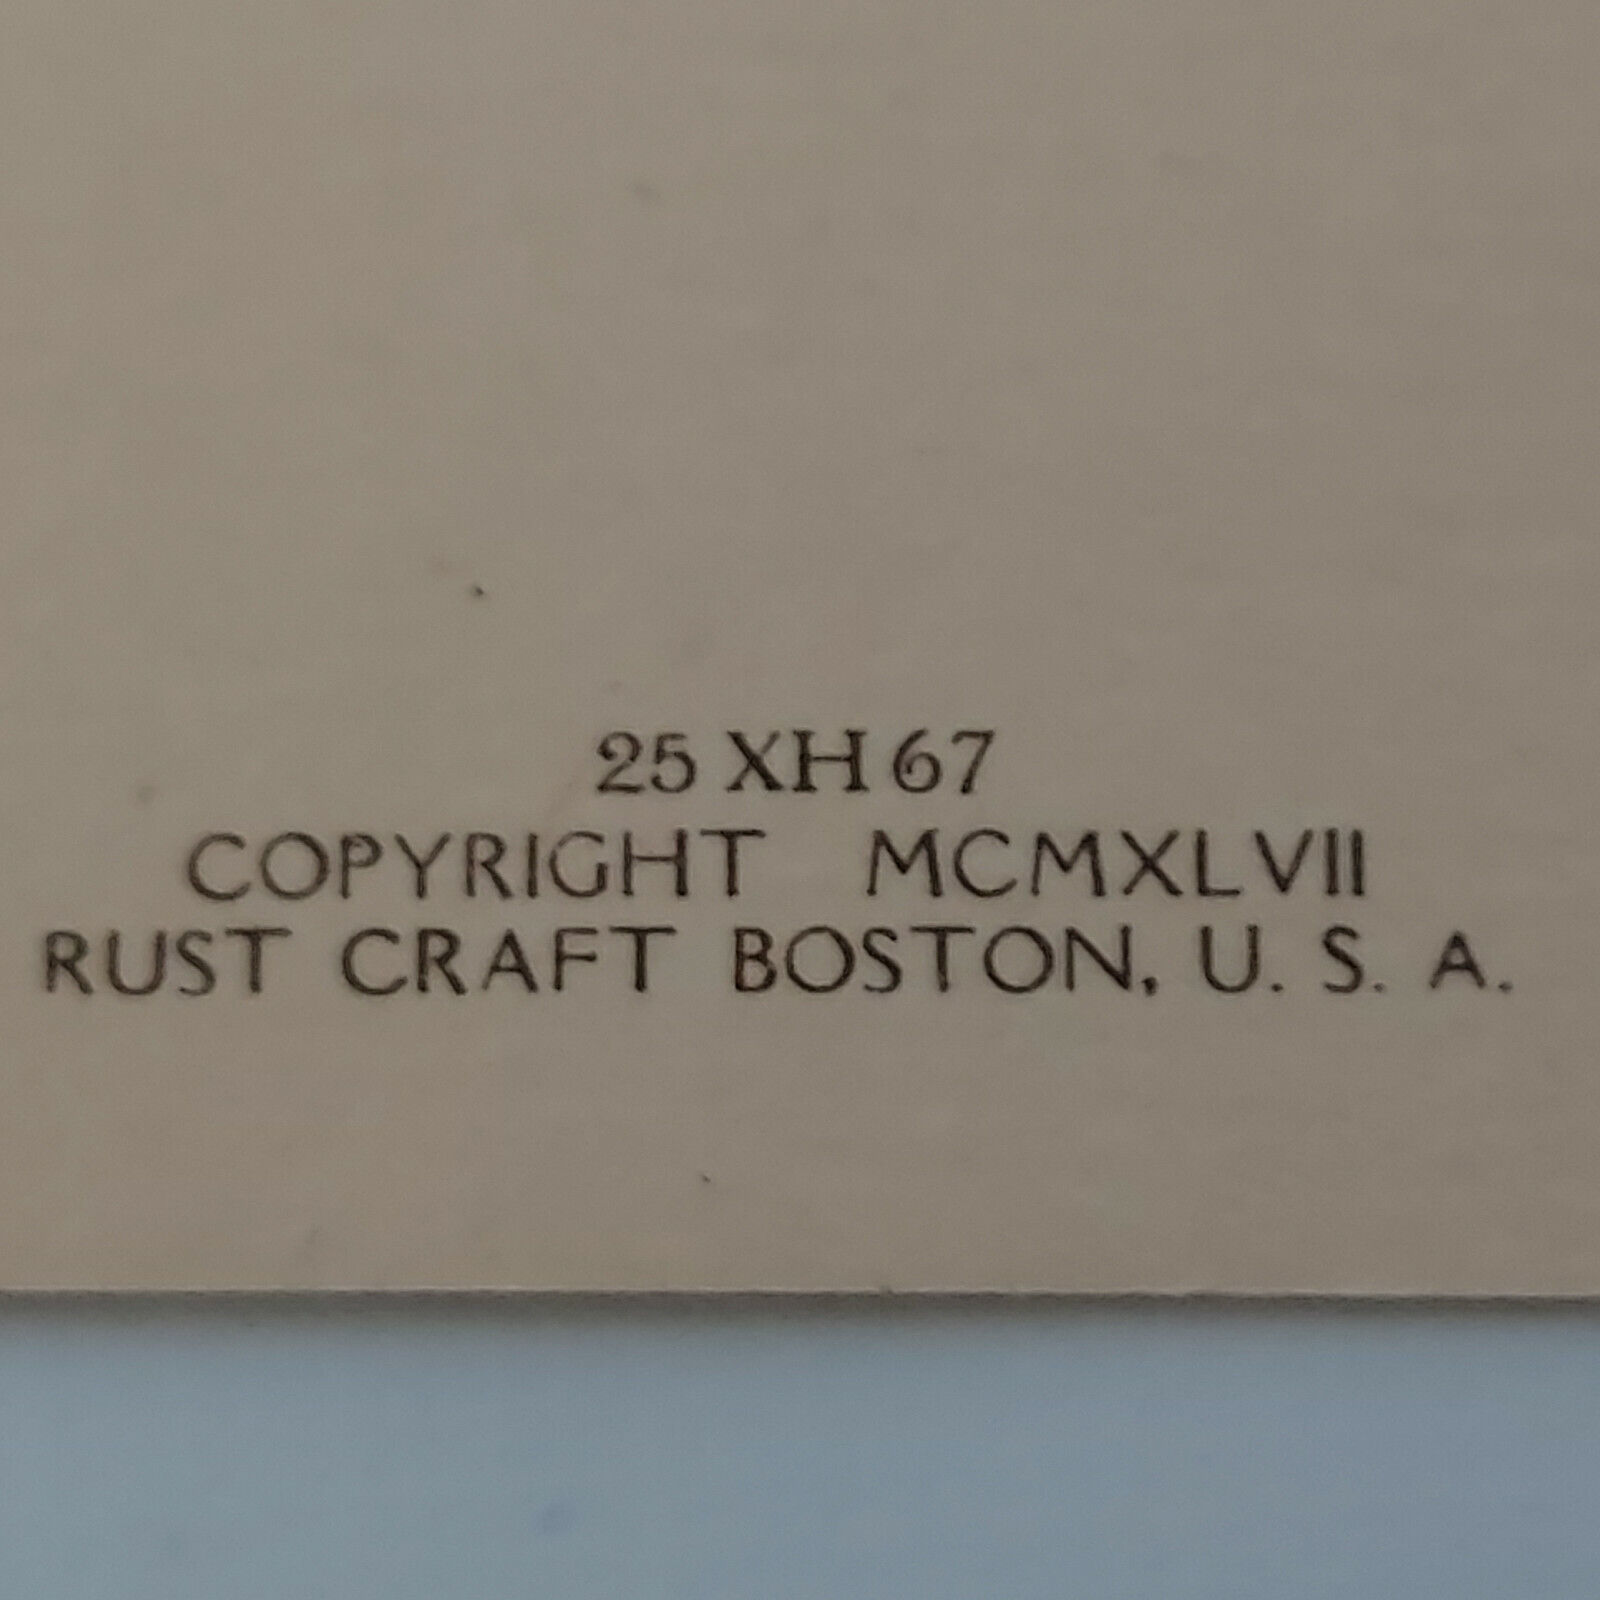 25 XH 67
COPYRIGHT MCMXLVII
RUST CRAFT BOSTON, U. S. A.